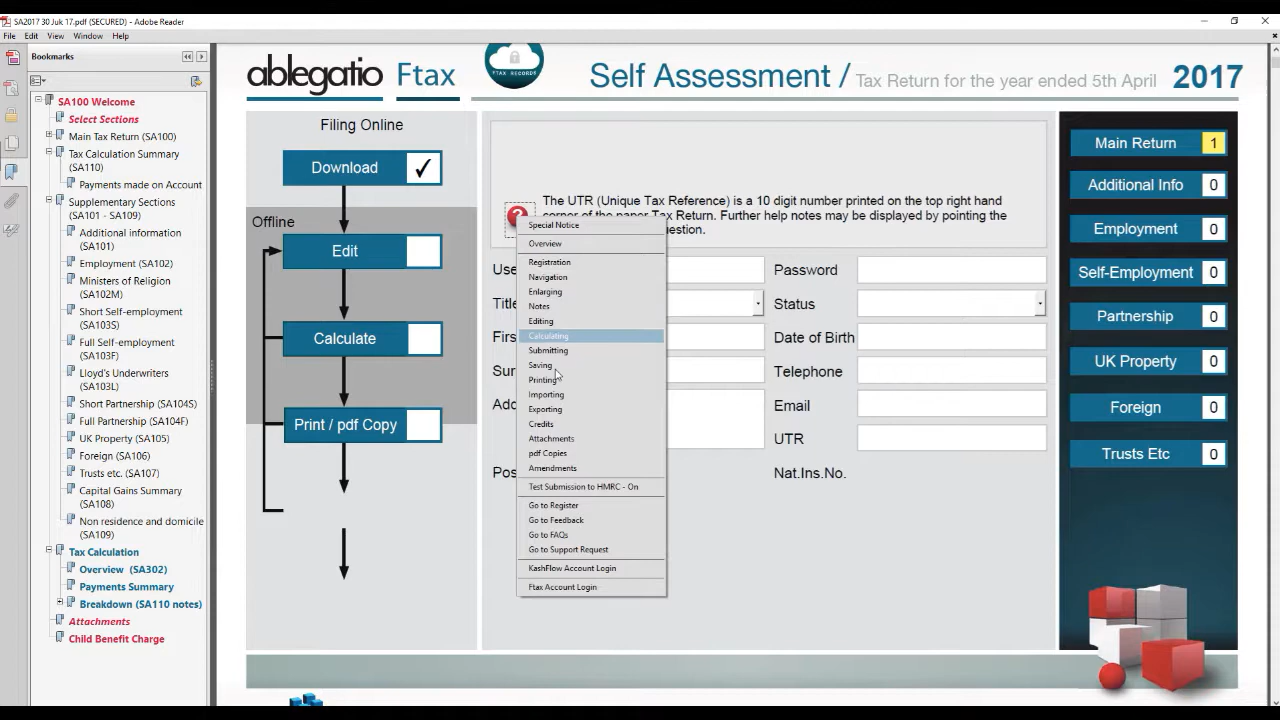 SA2017 30 Juk 17.pdf (SECURED) - Adobe Reader
File Edit View Window Help
Bookmarks
SA100 Welcome
Select Sections
Main Tax Return (SA100)
Tax Calculation Summary
(SA110)
Payments made on Account
Supplementary Sections
(SA101 - SA109)
Additional information
(SA101)
Employment (SA102)
Ministers of Religion
(SA102M)
Short Self-employment
(SA103S)
Full Self-employment
(SA103F)
Lloyd's Underwriters
(SA103L)
Short Partnership (SA104S)
Full Partnership (SA104F)
UK Property (SA105)
Foreign (SA106)
Trusts etc. (SA107)
Capital Gains Summary
(SA108)
Non residence and domicile
(SA109)
Tax Calculation
Overview (SA302)
Payments Summary
Breakdown (SA110 notes)
Attachments
Child Benefit Charge
ablegatio Ftax
FTAX RECORDS
Self Assessment / Tax Return for the year ended 5th April 2017
Filing Online
Download
Offline
Edit
Calculate
Print / pdf Copy
The UTR (Unique Tax Reference) is a 10 digit number printed on the top right hand
corner of the paper Tax Return. Further help notes may be displayed by pointing the
question.
Special Notice
Overview
Registration
Navigation
Enlarging
Notes
Editing
Calculating
Submitting
Saving
Printing
Importing
Exporting
Credits
Attachments
pdf Copies
Amendments
Test Submission to HMRC - On
Go to Register
Go to Feedback
Go to FAQs
Go to Support Request
KashFlow Account Login
Ftax Account Login
Password
Status
Date of Birth
Telephone
Email
UTR
Nat.Ins.No.
Main Return 1
Additional Info 0
Employment 0
Self-Employment 0
Partnership 0
UK Property 0
Foreign 0
Trusts Etc 0